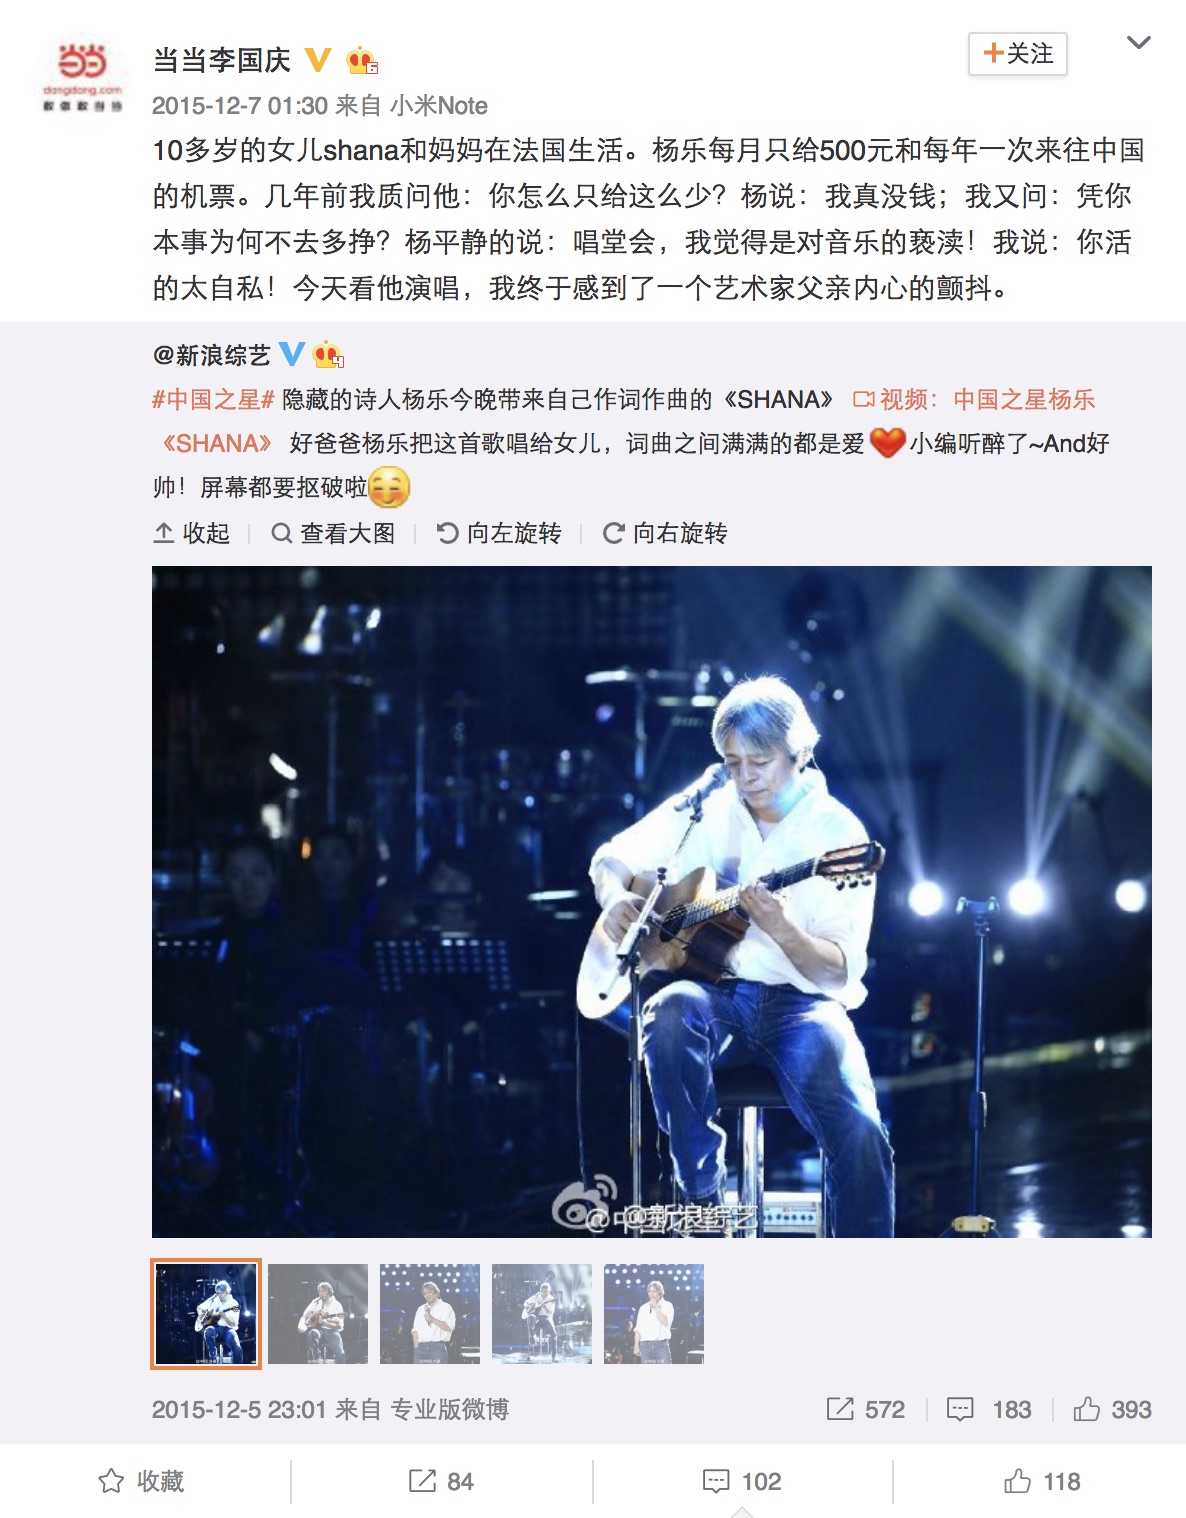 当当李国庆
+关注
dangdang.com
敢做敢当当
2015-12-7 01:30 来自 小米Note
10多岁的女儿shana和妈妈在法国生活。杨乐每月只给500元和每年一次来往中国
的机票。几年前我质问他：你怎么只给这么少？杨说：我真没钱；我又问：凭你
本事为何不去多挣？杨平静的说：唱堂会，我觉得是对音乐的亵渎！我说：你活
的太自私！今天看他演唱，我终于感到了一个艺术家父亲内心的颤抖。
@新浪综艺
#中国之星# 隐藏的诗人杨乐今晚带来自己作词作曲的《SHANA》 视频：中国之星杨乐
《SHANA》 好爸爸杨乐把这首歌唱给女儿，词曲之间满满的都是爱 小编听醉了~And好
帅！屏幕都要抠破啦
收起 查看大图 向左旋转 向右旋转
@新浪综艺
2015-12-5 23:01 来自 专业版微博 572 183 393
收藏 84 102 118